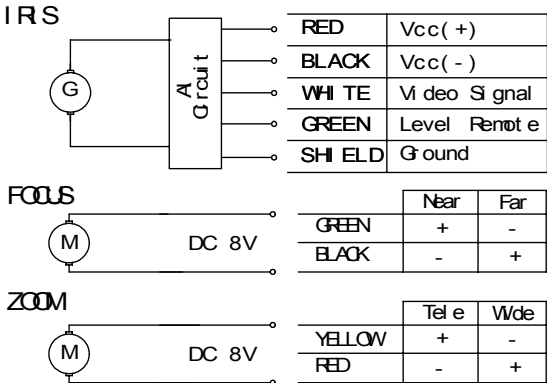 IRIS
G
AI Circuit
RED Vcc(+)
BLACK Vcc(-)
WHITE Video Signal
GREEN Level Remote
SHIELD Ground
FOCUS
M
DC 8V
Near Far
GREEN + -
BLACK - +
ZOOM
M
DC 8V
Tele Wide
YELLOW + -
RED - +